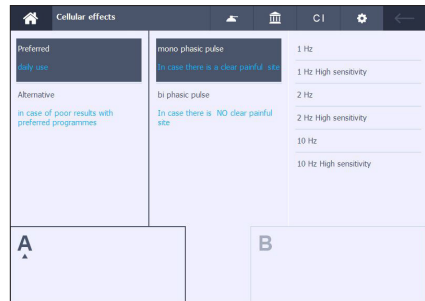 Cellular effects
CI
Preferred
daily use
Alternative
in case of poor results with
preferred programmes
mono phasic pulse
In case there is a clear painful site
bi phasic pulse
In case there is NO clear painful
site
1 Hz
1 Hz High sensitivity
2 Hz
2 Hz High sensitivity
10 Hz
10 Hz High sensitivity
A
B